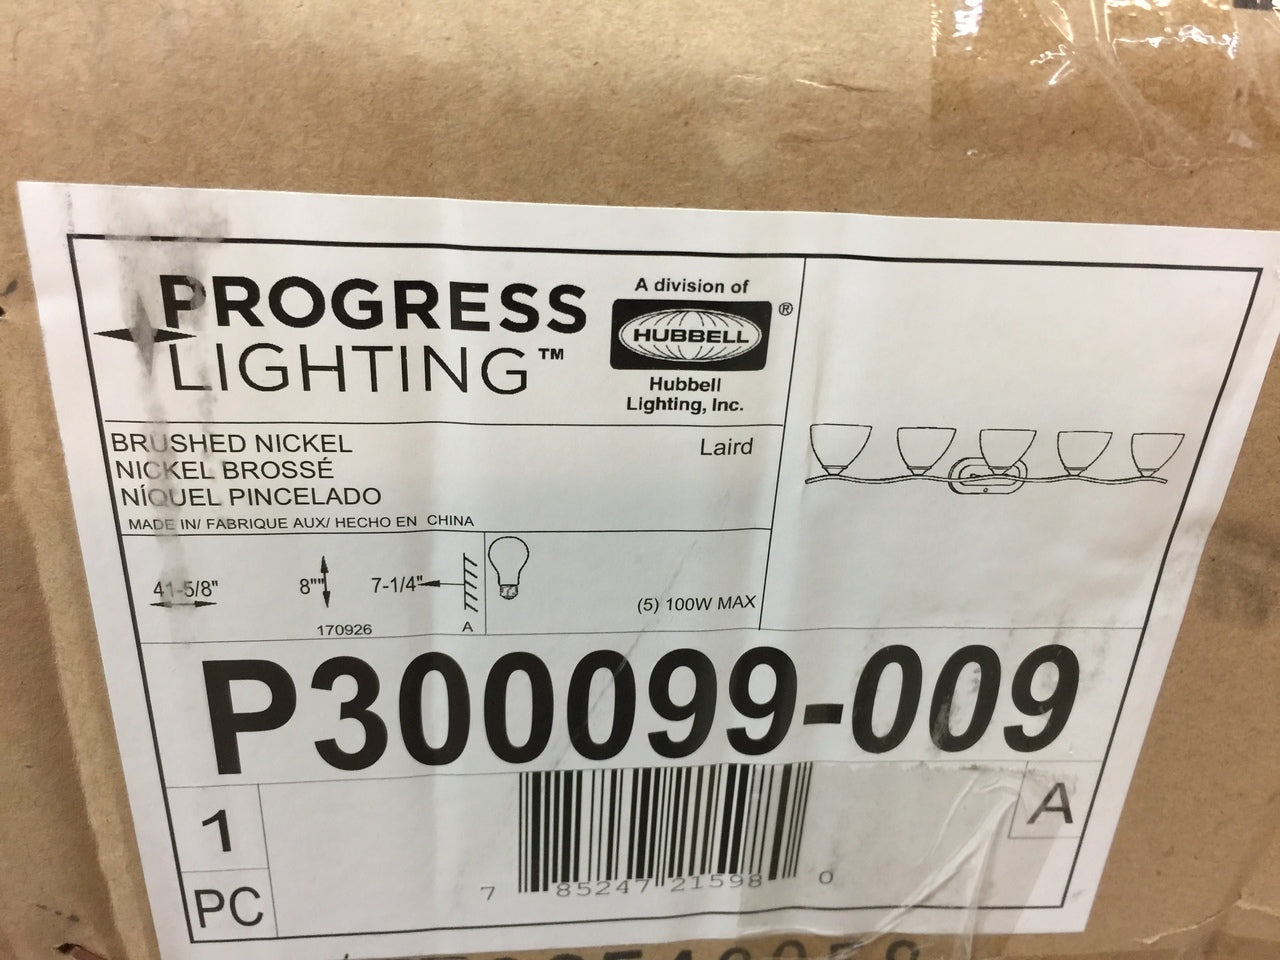 PROGRESS
LIGHTING™
A division of
HUBBELL®
Hubbell
Lighting, Inc.
BRUSHED NICKEL
NICKEL BROSSÉ
NÍQUEL PINCELADO
Laird
MADE IN/ FABRIQUE AUX/ HECHO EN CHINA
41-5/8"
8""
7-1/4"
170926
A
(5) 100W MAX
P300099-009
1
PC
A
7 85247 21598 0